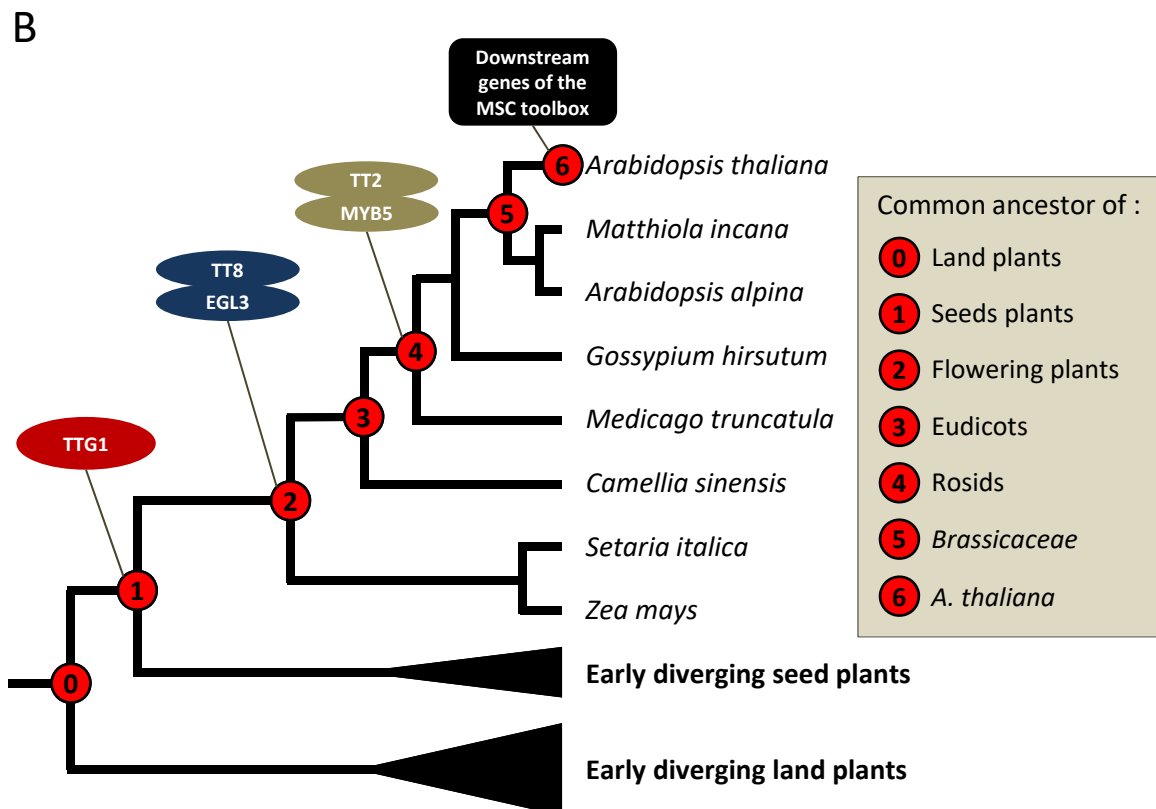 B
Downstream
genes of the
MSC toolbox
6 Arabidopsis thaliana
TT2
MYB5
5
Matthiola incana
TT8
EGL3
Arabidopsis alpina
4
Gossypium hirsutum
3
Medicago truncatula
TTG1
Camellia sinensis
2
Setaria italica
1
Zea mays
0
Early diverging seed plants
Early diverging land plants
Common ancestor of :
0 Land plants
1 Seeds plants
2 Flowering plants
3 Eudicots
4 Rosids
5 Brassicaceae
6 A. thaliana